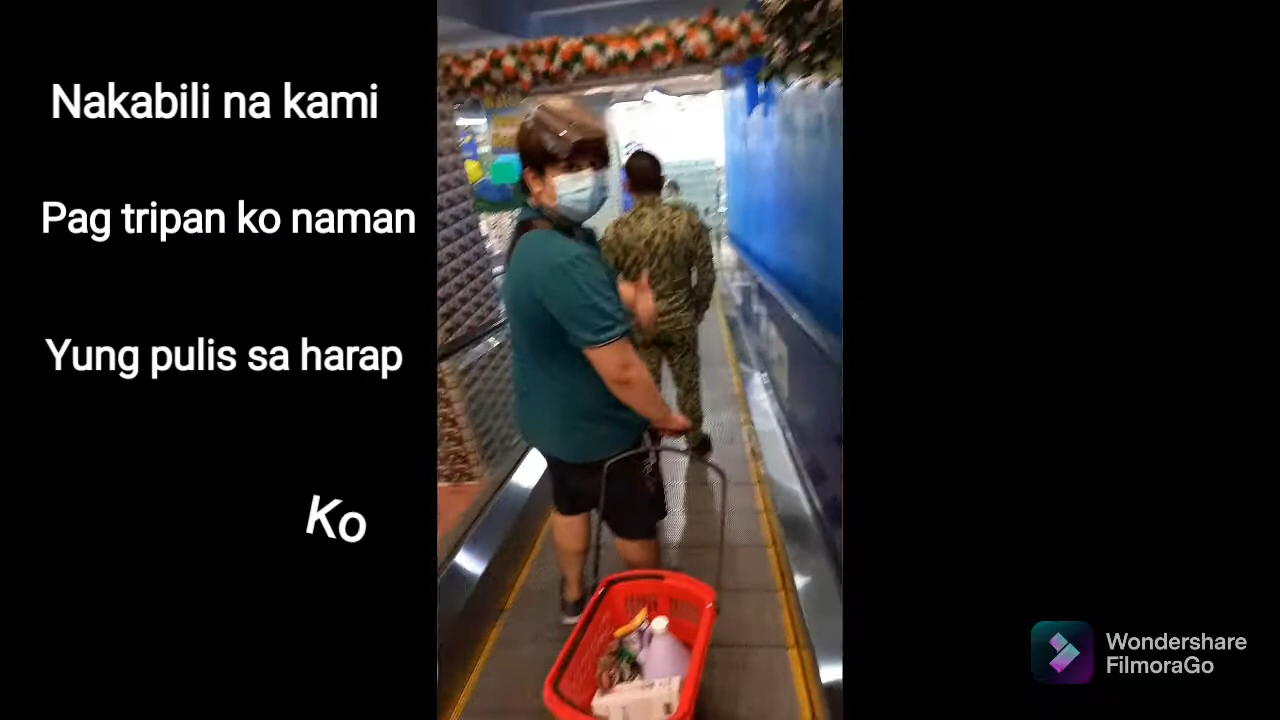 Nakabili na kami
Pag tripan ko naman
Yung pulis sa harap
Ko
Wondershare
FilmoraGo